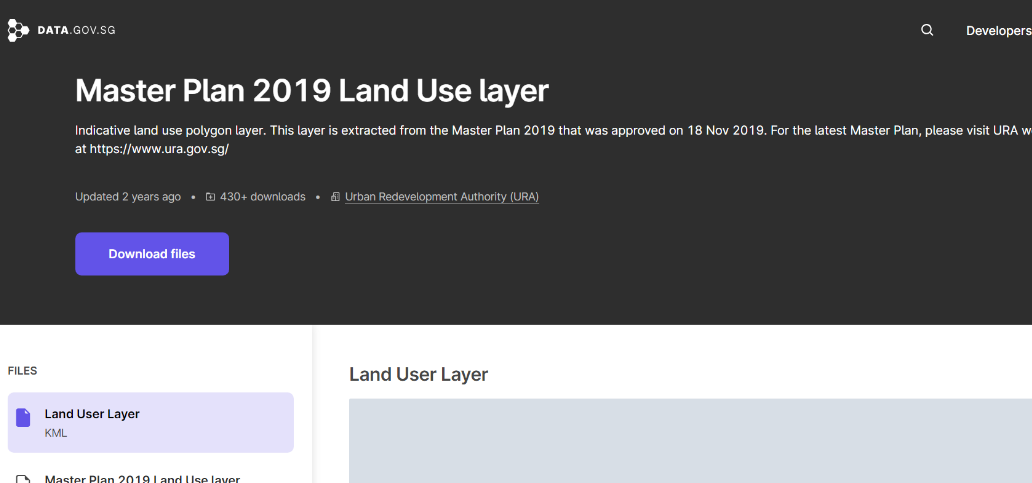 DATA.GOV.SG
Developers
Master Plan 2019 Land Use layer
Indicative land use polygon layer. This layer is extracted from the Master Plan 2019 that was approved on 18 Nov 2019. For the latest Master Plan, please visit URA
at https://www.ura.gov.sg/
Updated 2 years ago • 430+ downloads • Urban Redevelopment Authority (URA)
Download files
FILES
Land User Layer
Land User Layer
KML
Master Plan 2019 Land Use layer